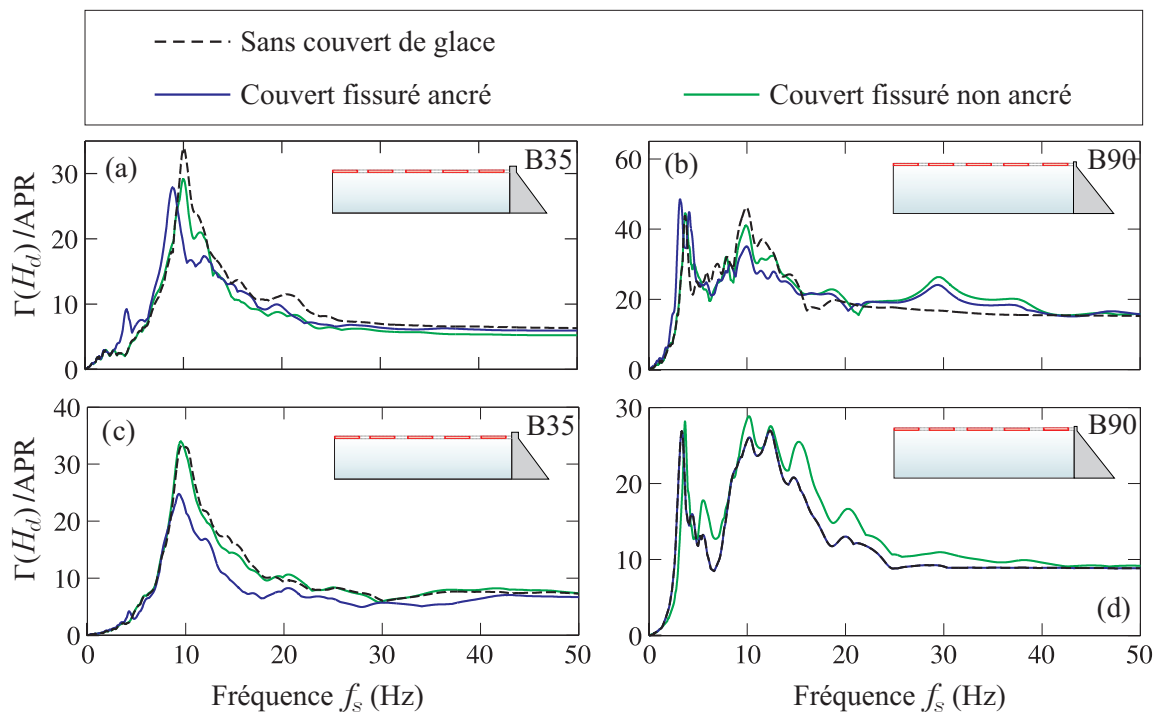 Sans couvert de glace
Couvert fissuré ancré
Couvert fissuré non ancré
(a)
B35
Γ(H_d)/APR
30
20
10
0
(b)
B90
60
40
20
0
(c)
B35
Γ(H_d)/APR
40
30
20
10
0
0 10 20 30 40 50
Fréquence f_s (Hz)
B90
(d)
30
20
10
0
0 10 20 30 40 50
Fréquence f_s (Hz)